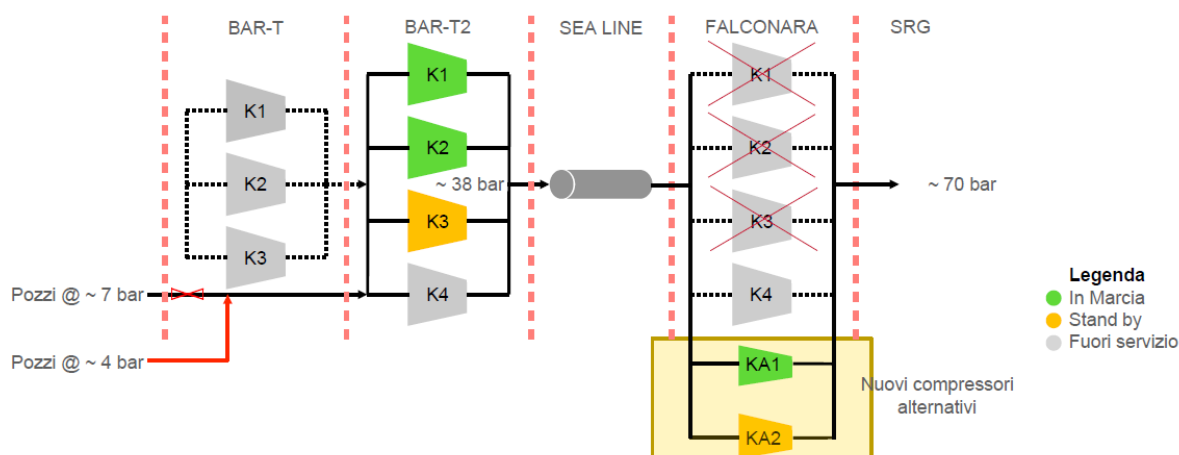 BAR-T
BAR-T2
SEA LINE
FALCONARA
SRG
K1
K2
K3
K1
K2
~ 38 bar
K3
K4
K1
K2
K3
K4
~ 70 bar
Pozzi @ ~ 7 bar
Pozzi @ ~ 4 bar
KA1
KA2
Nuovi compressori
alternativi
Legenda
In Marcia
Stand by
Fuori servizio